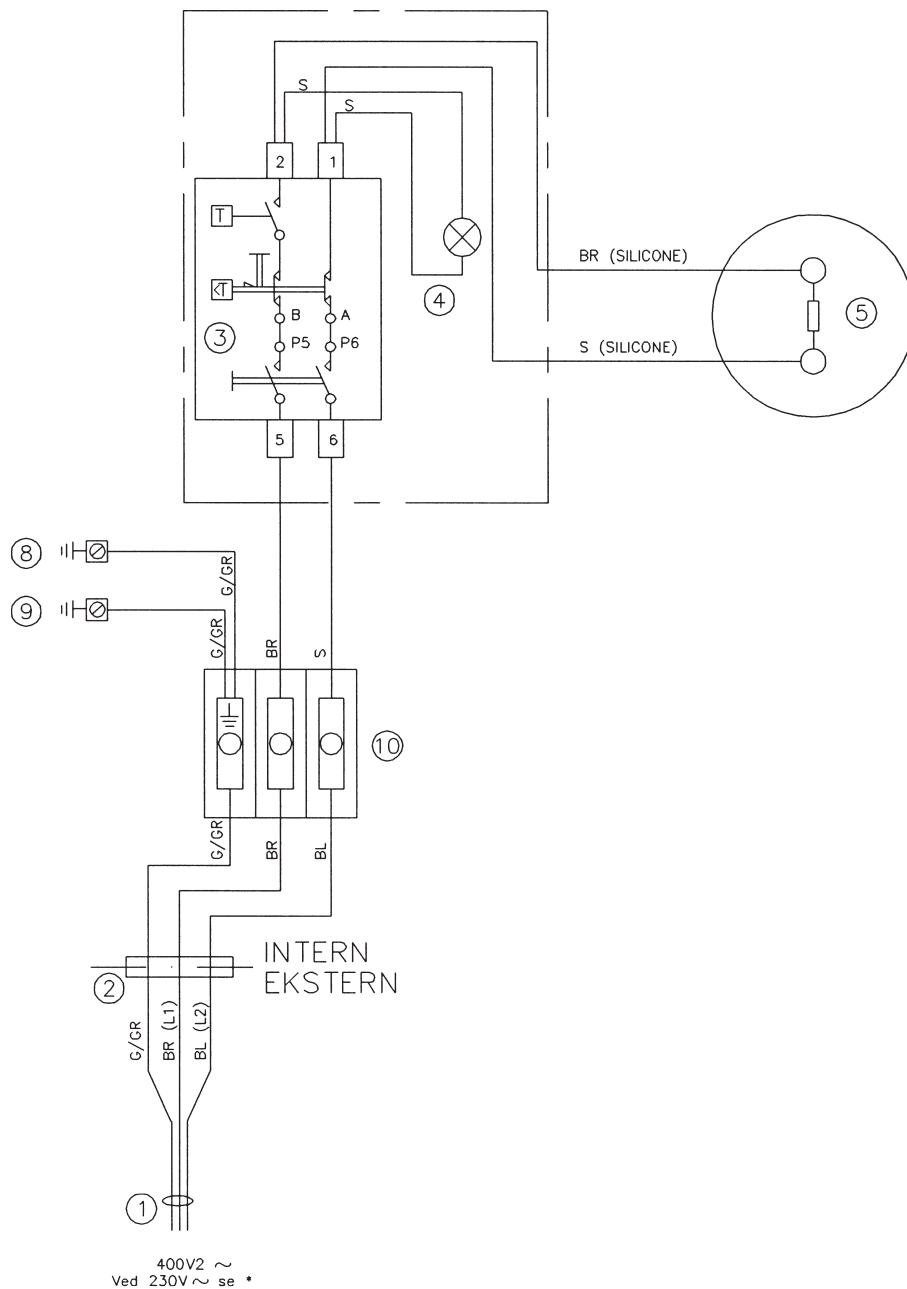 S
S
2
1
T
BR (SILICONE)
<T
4
5
3
B
A
P5
P6
S (SILICONE)
5
6
8
G/GR
9
G/GR
BR
S
10
G/GR
BR
BL
INTERN
EKSTERN
2
G/GR
BR (L1)
BL (L2)
1
400V2 ~
Ved 230V ~ se *